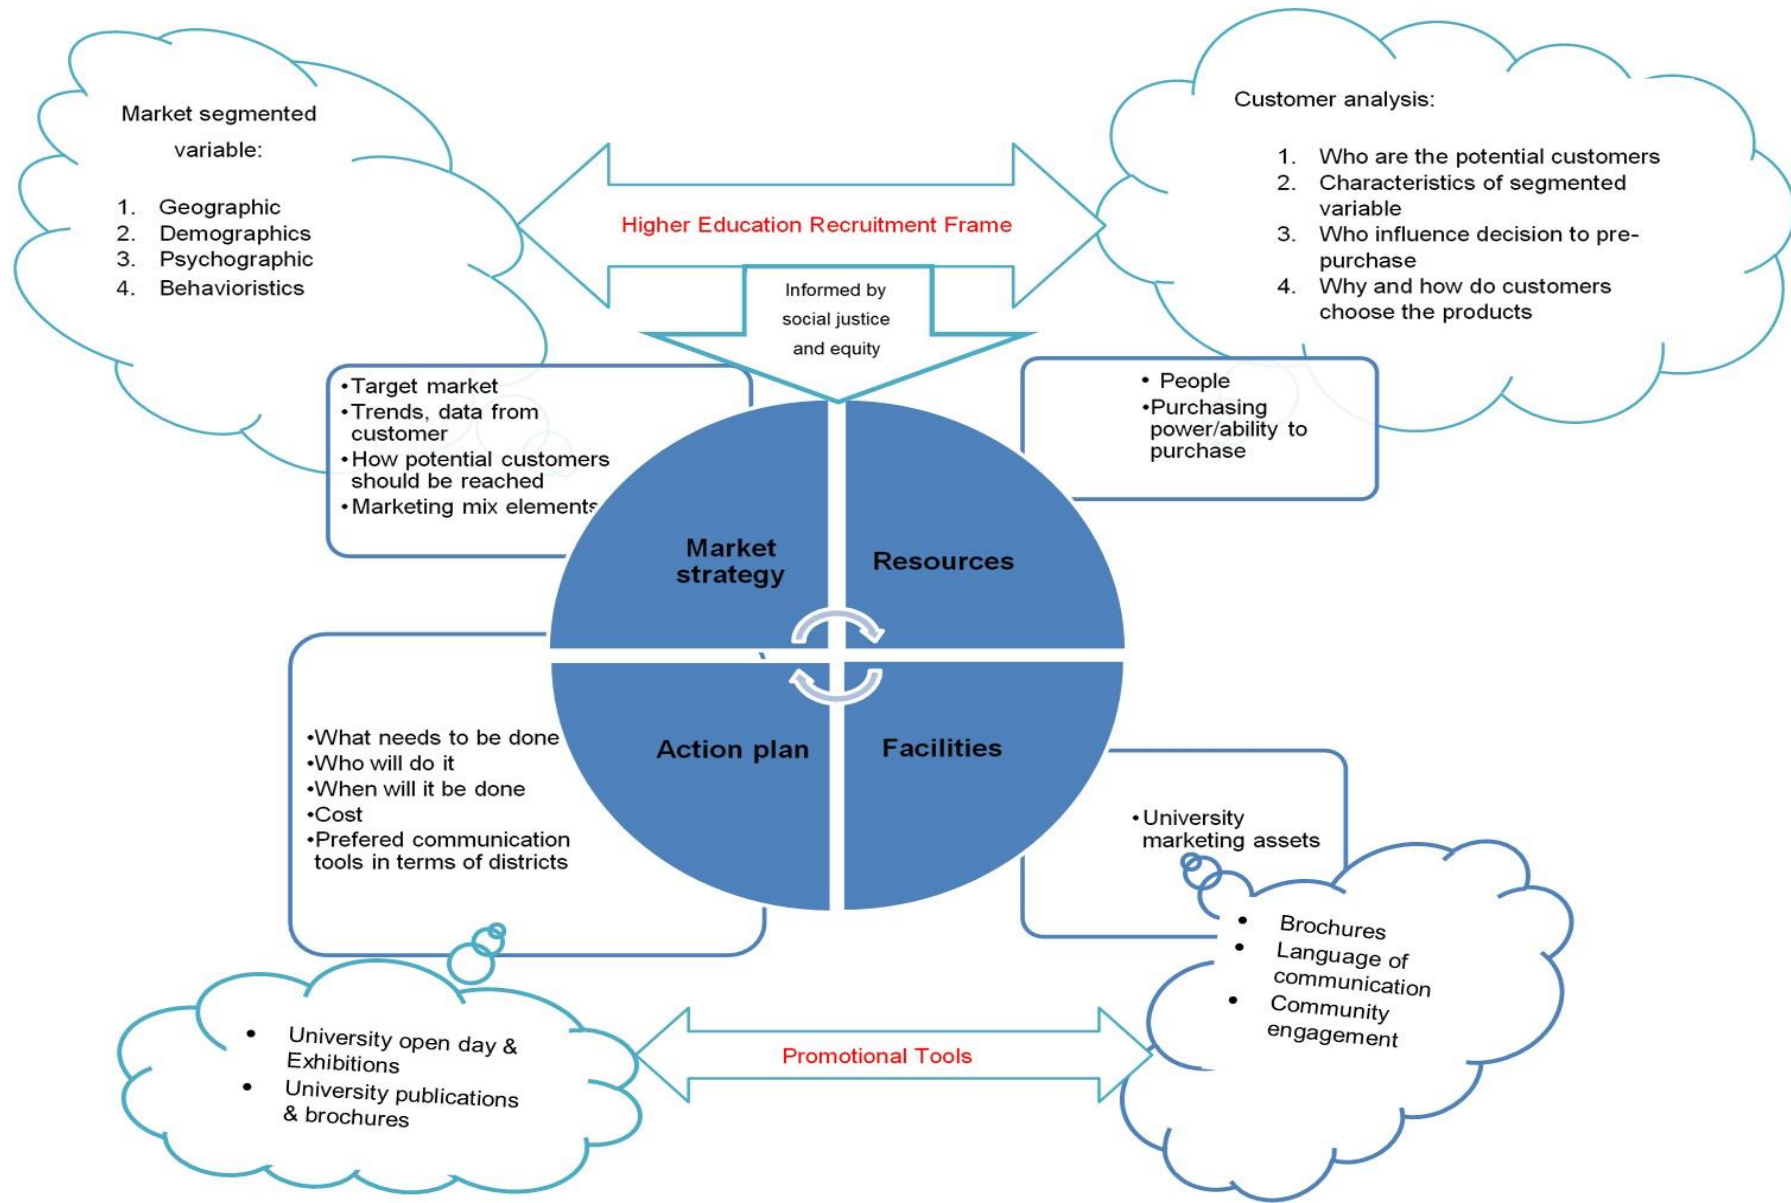 Market segmented
variable:
1. Geographic
2. Demographics
3. Psychographic
4. Behavioristics
Higher Education Recruitment Frame
Customer analysis:
1. Who are the potential customers
2. Characteristics of segmented
variable
3. Who influence decision to pre-
purchase
4. Why and how do customers
choose the products
Informed by
social justice
and equity
•Target market
•Trends, data from
customer
•How potential customers
should be reached
•Marketing mix elements
• People
•Purchasing
power/ability to
purchase
Market
strategy
Resources
Action plan
Facilities
•What needs to be done
•Who will do it
•When will it be done
•Cost
•Prefered communication
tools in terms of districts
•University
marketing assets
• Brochures
• Language of
communication
• Community
engagement
• University open day &
Exhibitions
• University publications
& brochures
Promotional Tools